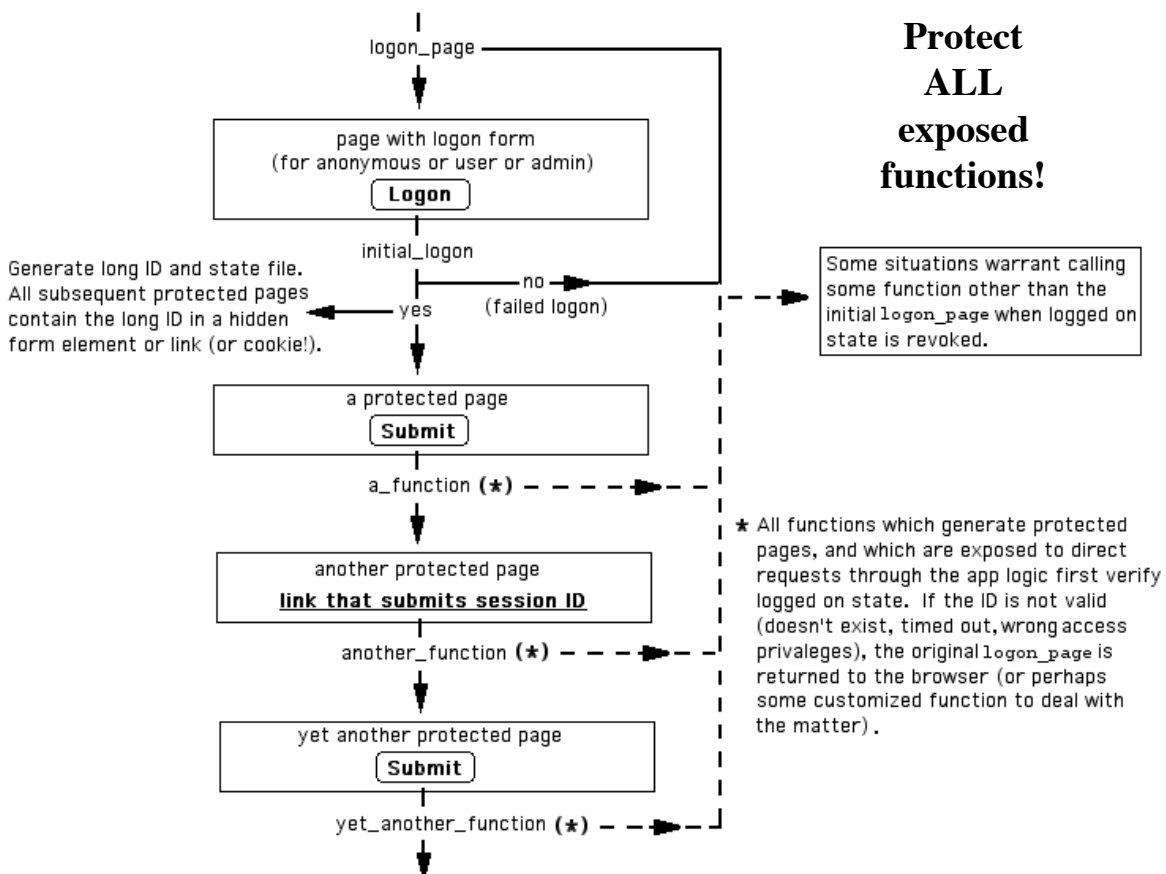 Protect
ALL
exposed
functions!
logon_page
page with logon form
(for anonymous or user or admin)
Logon
initial_logon
no
(failed logon)
yes
Generate long ID and state file.
All subsequent protected pages
contain the long ID in a hidden
form element or link (or cookie!).
Some situations warrant calling
some function other than the
initial logon_page when logged on
state is revoked.
a protected page
Submit
a_function (*)
another protected page
link that submits session ID
another_function (*)
yet another protected page
Submit
yet_another_function (*)
* All functions which generate protected
pages, and which are exposed to direct
requests through the app logic first verify
logged on state. If the ID is not valid
(doesn't exist, timed out, wrong access
privaleges), the original logon_page is
returned to the browser (or perhaps
some customized function to deal with
the matter).